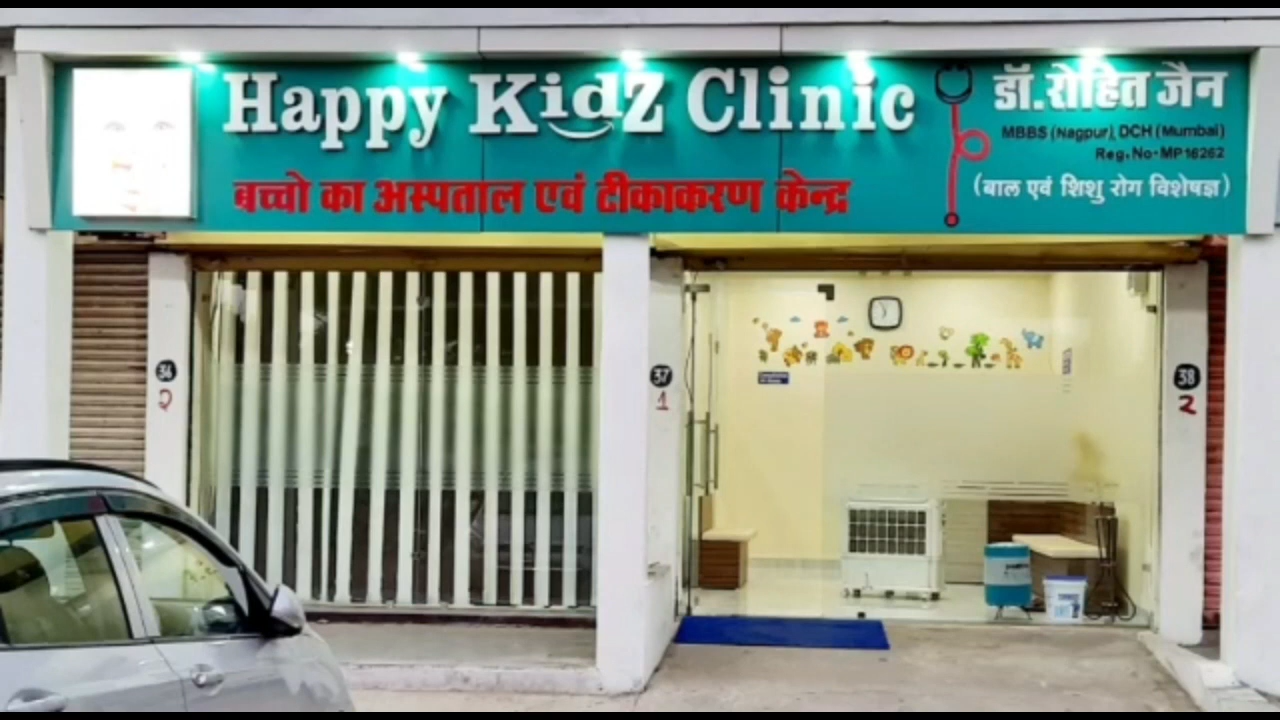 Happy KidZ Clinic
बच्चो का अस्पताल एवं टीकाकरण केन्द्र
डॉ. रोहित जैन
MBBS (Nagpur), DCH (Mumbai)
Reg. No-MP16262
(बाल एवं शिशु रोग विशेषज्ञ)
36
2
37
1
38
2